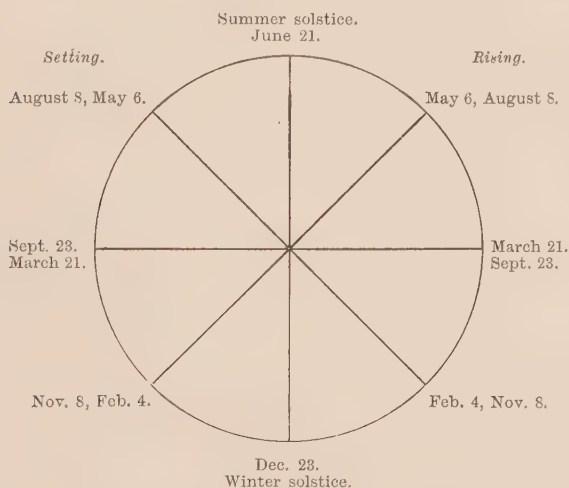 Summer solstice.
June 21.
Setting.
Rising.
August 8, May 6.
May 6, August 8.
Sept. 23.
March 21.
March 21.
Sept. 23.
Nov. 8, Feb. 4.
Feb. 4, Nov. 8.
Dec. 23.
Winter solstice.